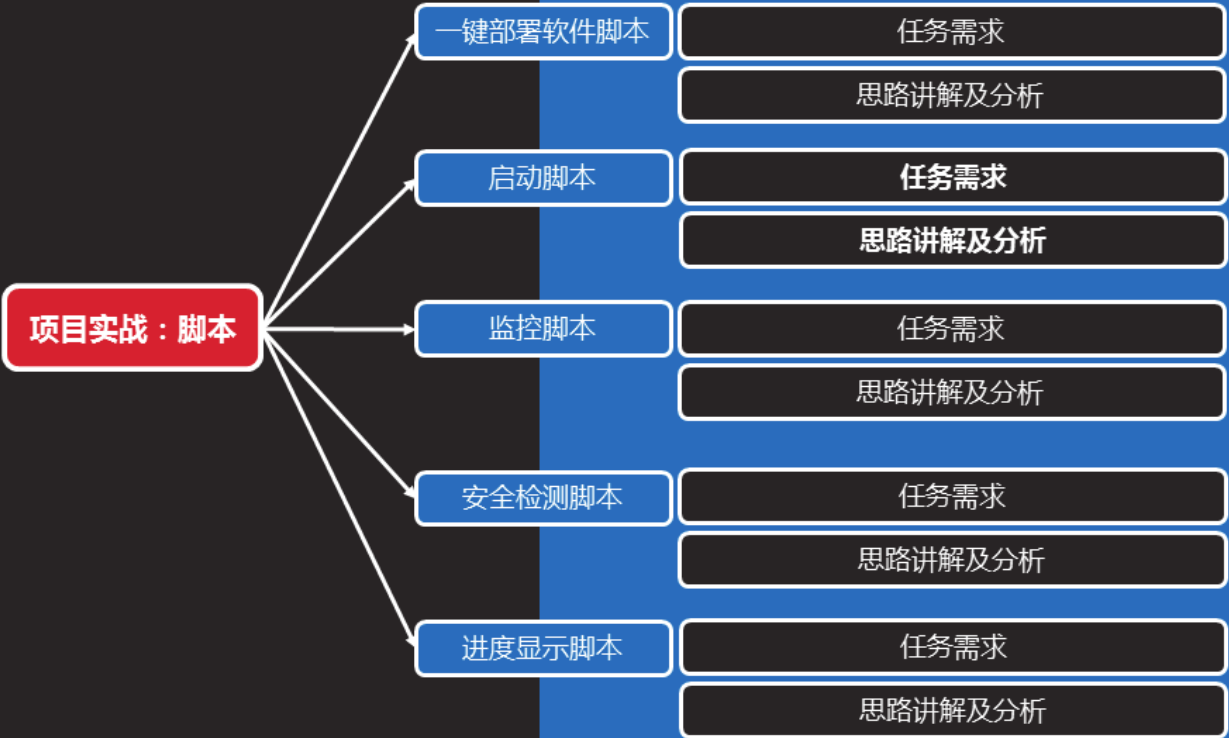 一键部署软件脚本
任务需求
思路讲解及分析
启动脚本
任务需求
思路讲解及分析
项目实战：脚本
监控脚本
任务需求
思路讲解及分析
安全检测脚本
任务需求
思路讲解及分析
进度显示脚本
任务需求
思路讲解及分析